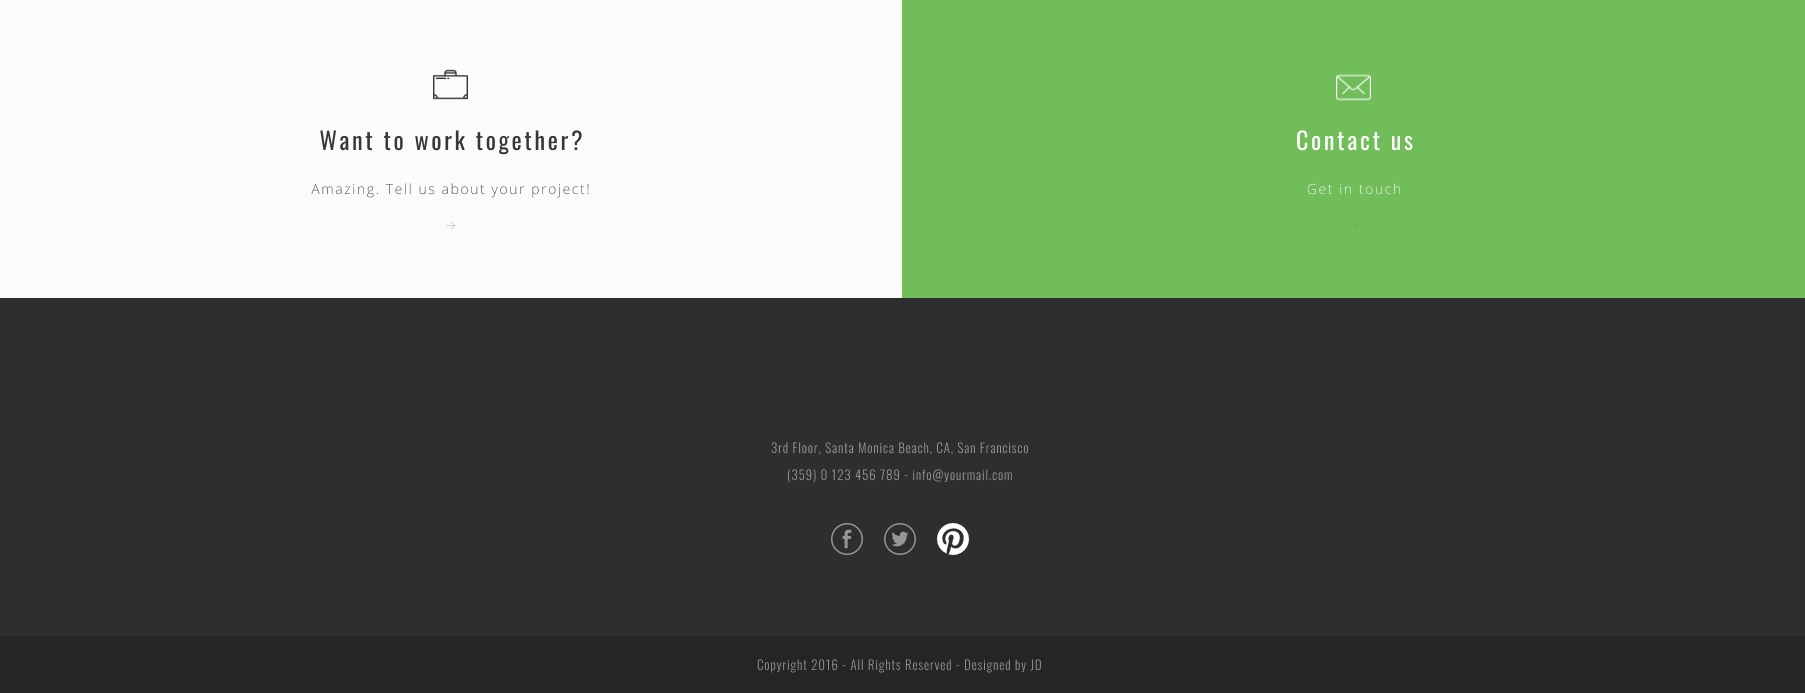 Want to work together?
Amazing. Tell us about your project!
→
Contact us
Get in touch
→
3rd Floor, Santa Monica Beach, CA, San Francisco
(359) 0 123 456 789 - info@yourmail.com
Copyright 2016 - All Rights Reserved - Designed by JD